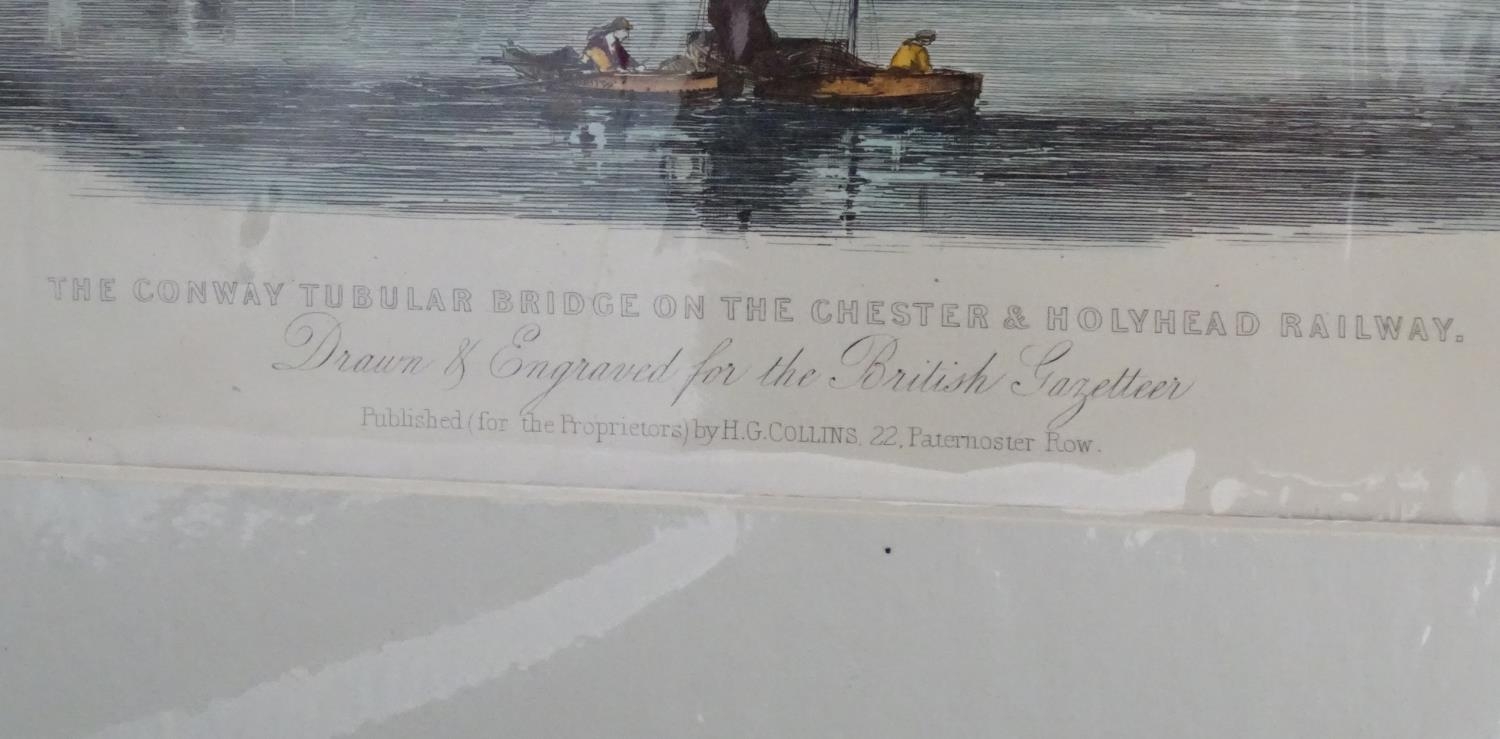 THE CONWAY TUBULAR BRIDGE ON THE CHESTER & HOLYHEAD RAILWAY.
Drawn & Engraved for the British Gazetteer
Published (for the Proprietors) by H.G. COLLINS, 22, Paternoster Row.